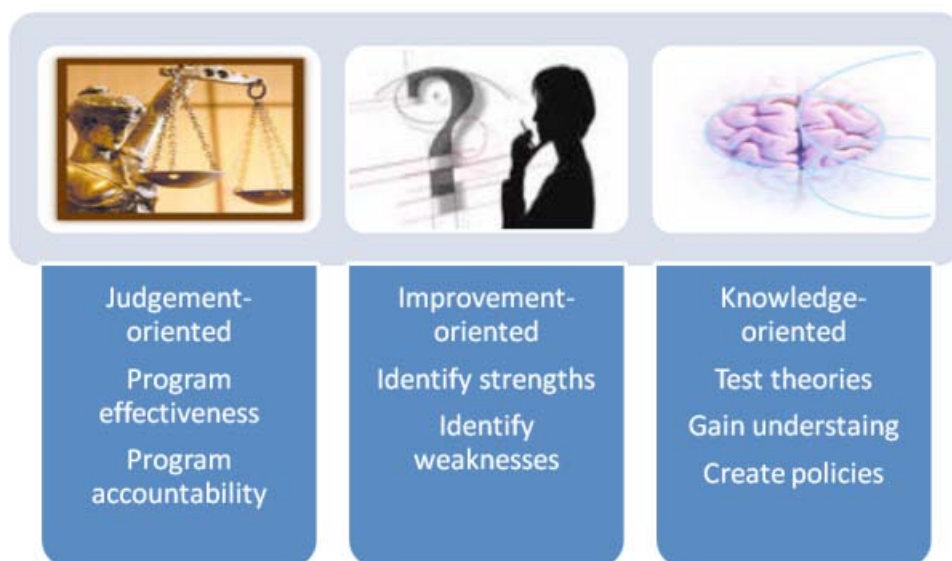 Judgement-
oriented
Program
effectiveness
Program
accountability
Improvement-
oriented
Identify strengths
Identify
weaknesses
Knowledge-
oriented
Test theories
Gain understaing
Create policies